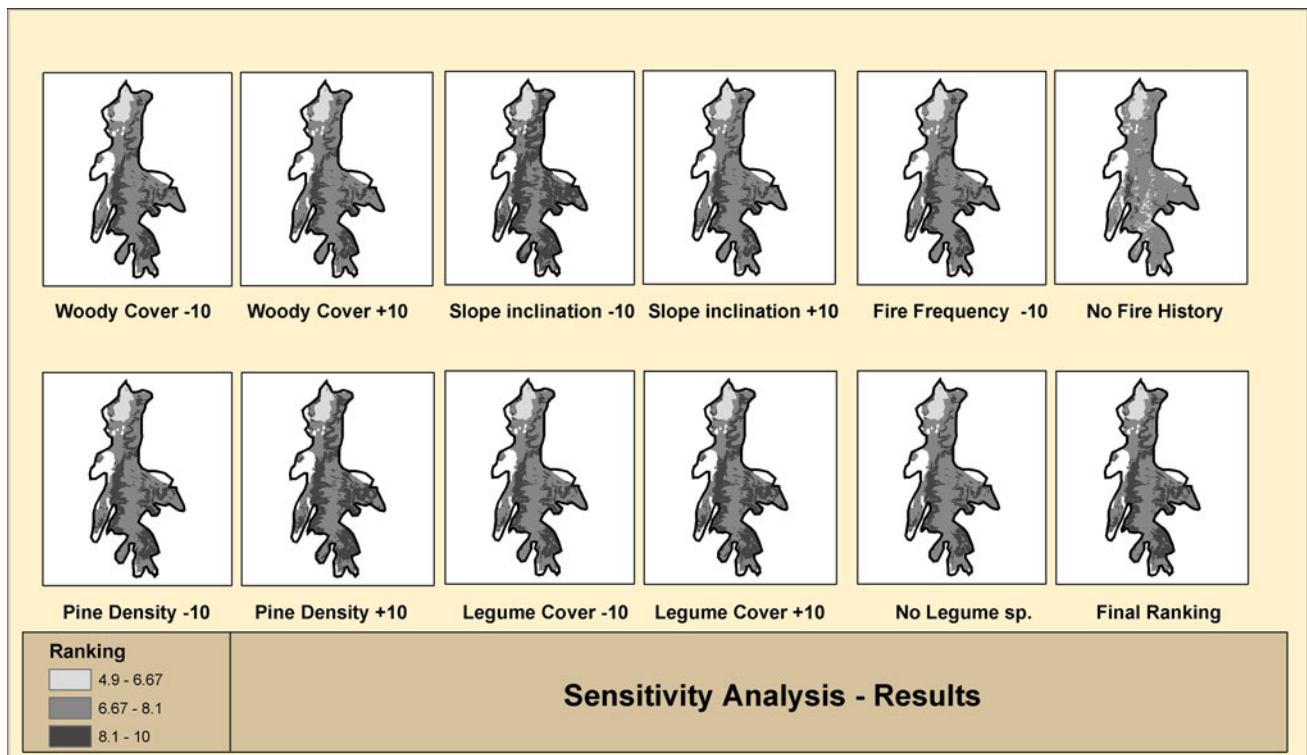 Woody Cover -10 Woody Cover +10 Slope inclination -10 Slope inclination +10 Fire Frequency -10 No Fire History
Pine Density -10 Pine Density +10 Legume Cover -10 Legume Cover +10 No Legume sp. Final Ranking
Ranking
4.9 - 6.67
6.67 - 8.1
8.1 - 10
Sensitivity Analysis - Results